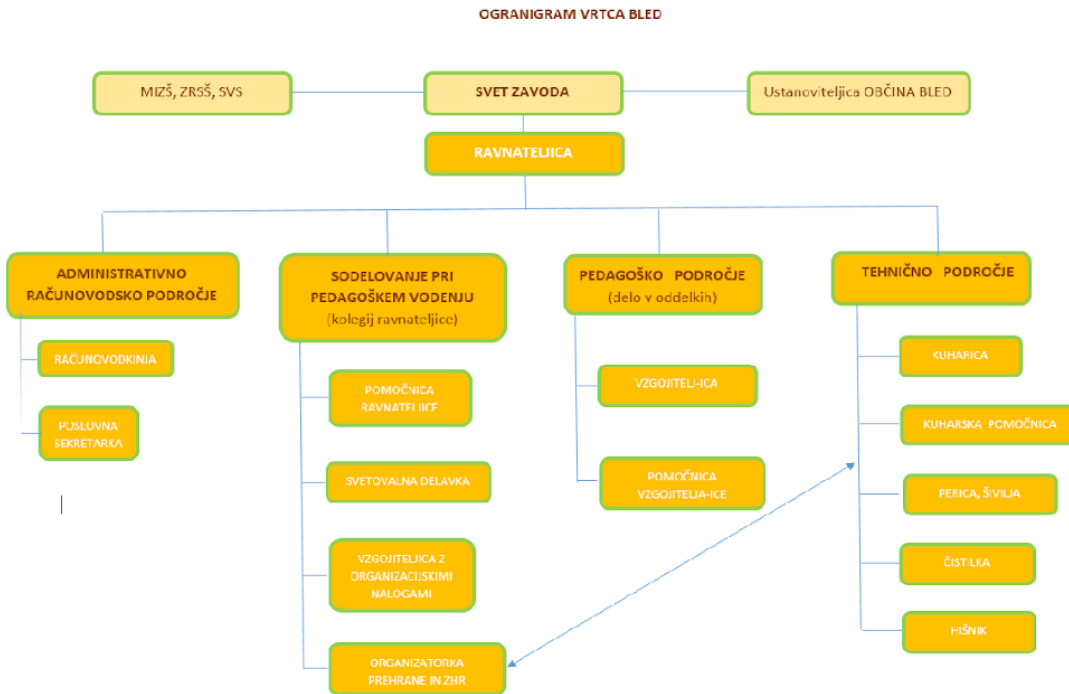 OGRANIGRAM VRTCA BLED
MIZŠ, ZRSŠ, SVS
SVET ZAVODA
Ustanoviteljica OBČINA BLED
RAVNATELJICA
ADMINISTRATIVNO
RAČUNOVODSKO PODROČJE
RAČUNOVODKINJA
POSLOVNA
SEKRETARKA
SODELOVANJE PRI
PEDAGOŠKEM VODENJU
(kolegij ravnateljice)
POMOČNICA
RAVNATELJICE
SVETOVALNA DELAVKA
VZGOJITELJICA Z
ORGANIZACIJSKIMI
NALOGAMI
ORGANIZATORKA
PREHRANE IN ZHR
PEDAGOŠKO PODROČJE
(delo v oddelkih)
VZGOJITELJ-ICA
POMOČNICA
VZGOJITELJA-ICE
TEHNIČNO PODROČJE
KUHARICA
KUHARSKA POMOČNICA
PERICA, ŠIVILJA
ČISTILKA
HIŠNIK